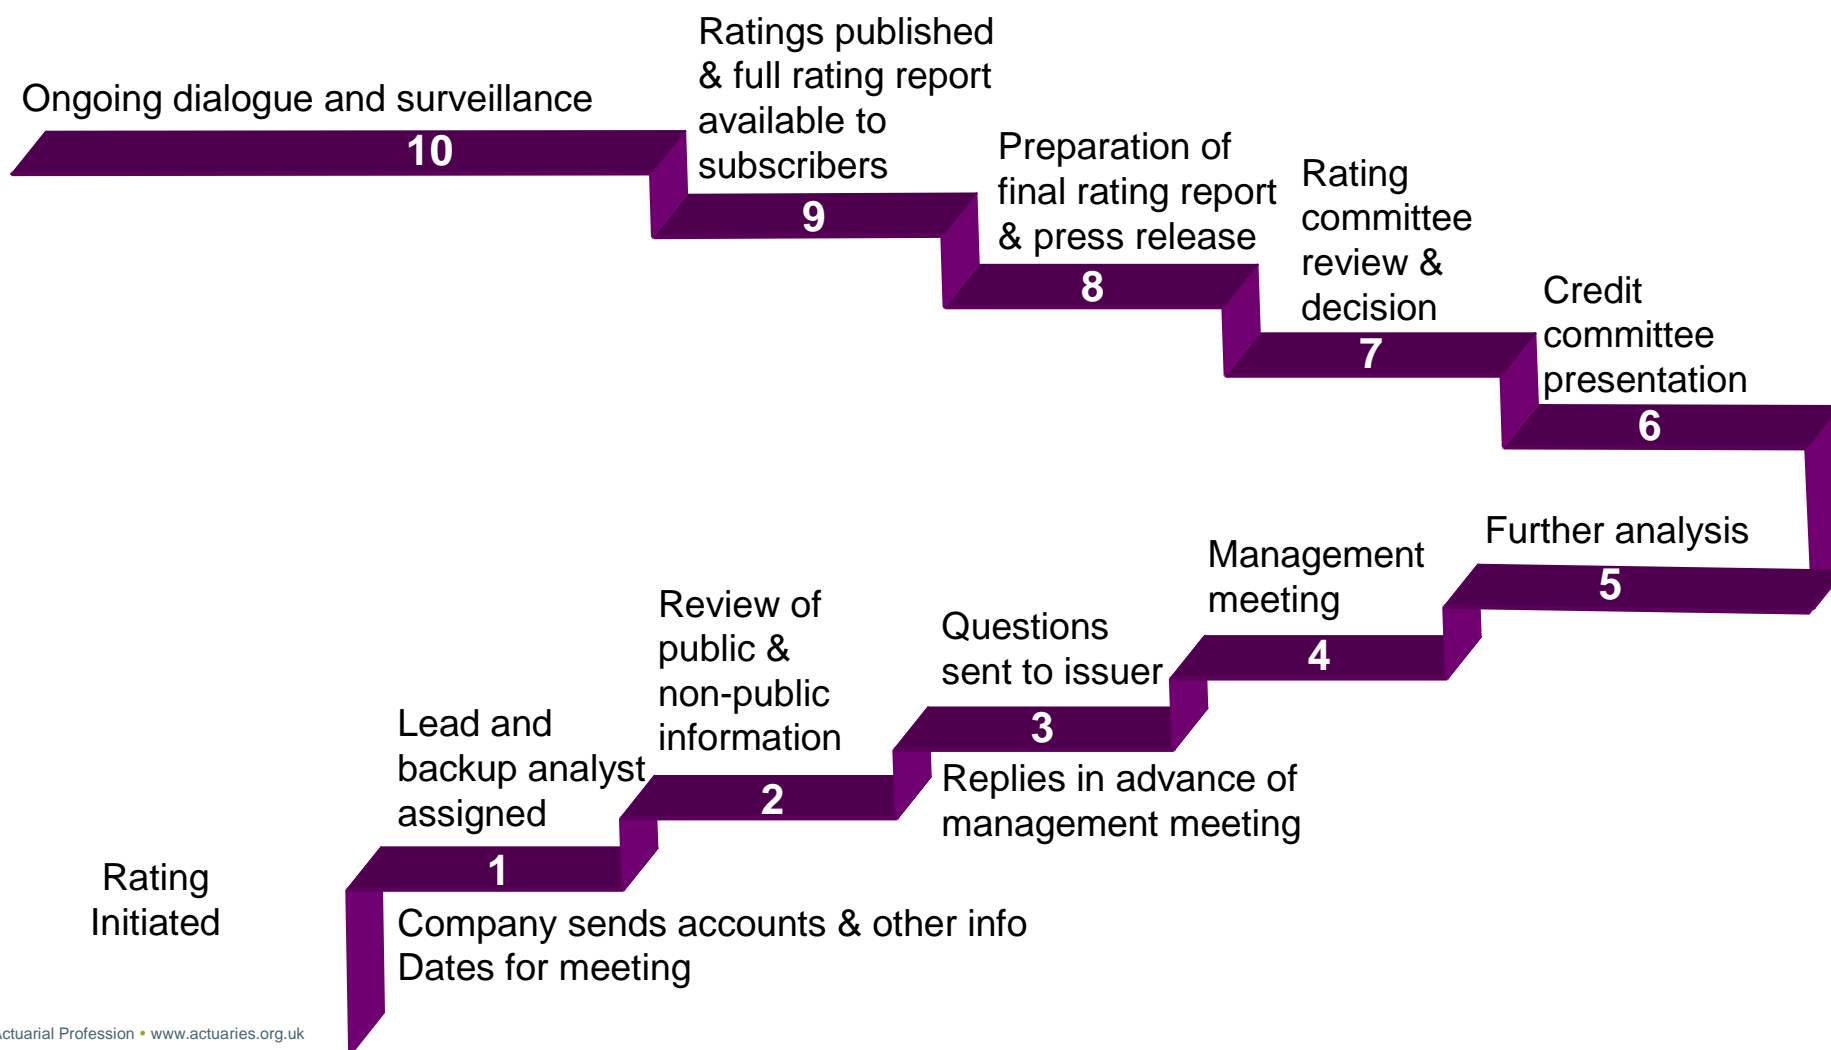 Ongoing dialogue and surveillance
10
Ratings published
& full rating report
available to
subscribers
9
Preparation of
final rating report
& press release
8
Rating
committee
review &
decision
7
Credit
committee
presentation
6
Further analysis
5
Management
meeting
4
Questions
sent to issuer
3
Replies in advance of
management meeting
Review of
public &
non-public
information
2
Lead and
backup analyst
assigned
1
Company sends accounts & other info
Dates for meeting
Rating
Initiated
Actuarial Profession • www.actuaries.org.uk